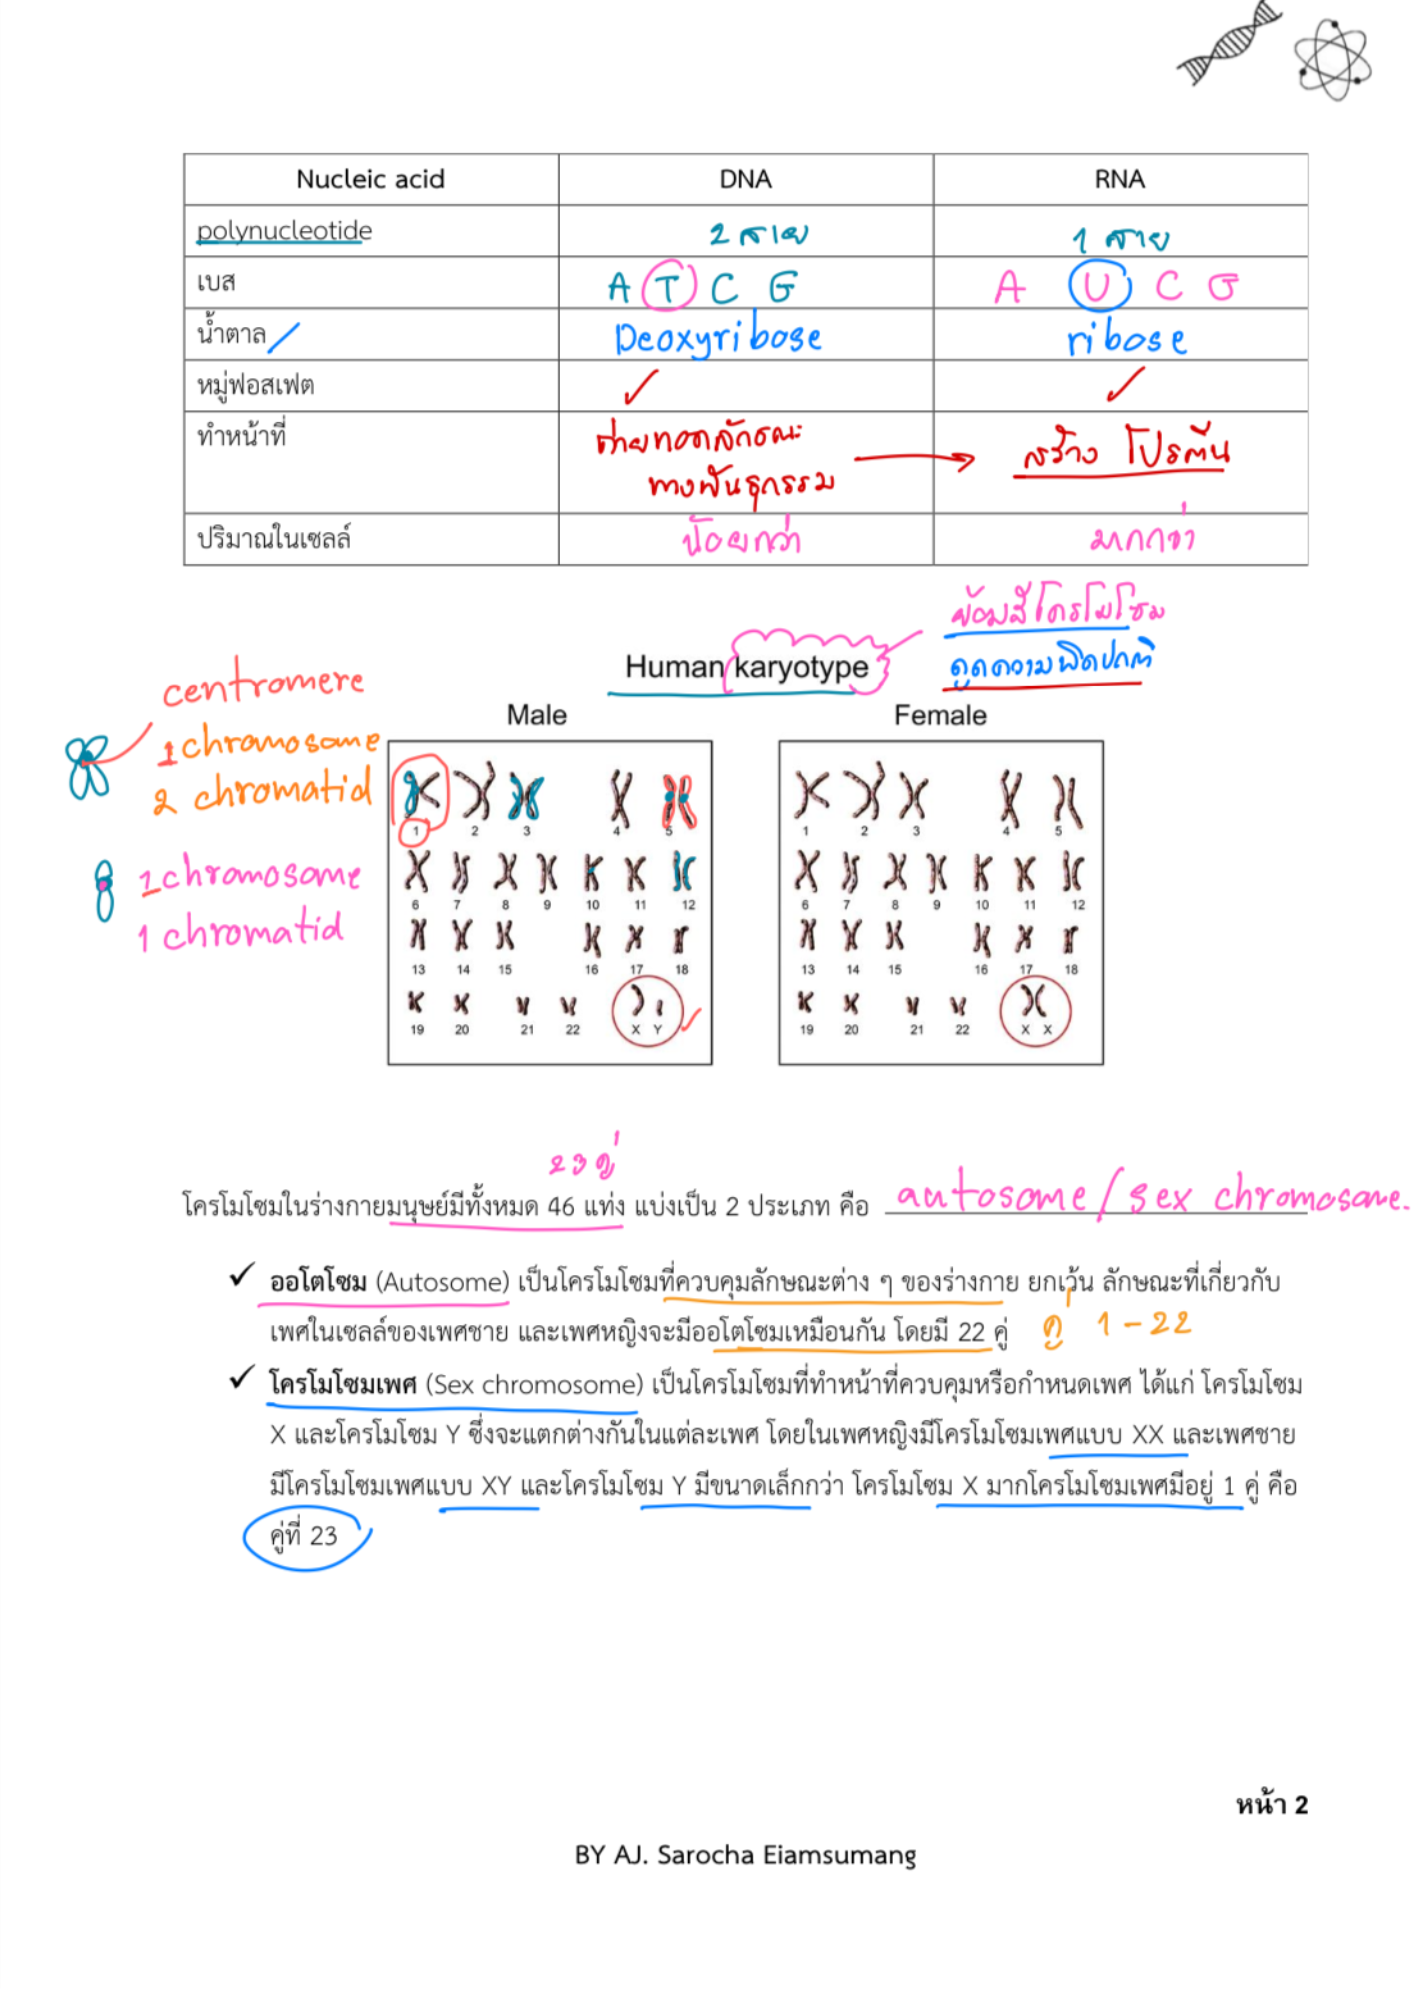 Nucleic acid DNA RNA
polynucleotide 2 สาย 1 สาย
เบส A T C G A U C G
น้ำตาล Deoxyribose ribose
หมู่ฟอสเฟต ✓ ✓
ทำหน้าที่ ถ่ายทอดลักษณะ สร้าง โปรตีน
ทางพันธุกรรม
ปริมาณในเซลล์ น้อยกว่า มากกว่า
ย้อมสีโครโมโซม
ดูความผิดปกติ
Human karyotype
Male Female
centromere
1 chromosome
2 chromatid
1 chromosome
1 chromatid
1 2 3 4 5
6 7 8 9 10 11 12
13 14 15 16 17 18
19 20 21 22 X Y
1 2 3 4 5
6 7 8 9 10 11 12
13 14 15 16 17 18
19 20 21 22 X X
23 คู่
โครโมโซมในร่างกายมนุษย์มีทั้งหมด 46 แท่ง แบ่งเป็น 2 ประเภท คือ autosome / sex chromosome.
✓ ออโตโซม (Autosome) เป็นโครโมโซมที่ควบคุมลักษณะต่าง ๆ ของร่างกาย ยกเว้น ลักษณะที่เกี่ยวกับ
เพศในเซลล์ของเพศชาย และเพศหญิงจะมีออโตโซมเหมือนกัน โดยมี 22 คู่ คู่ 1 - 22
✓ โครโมโซมเพศ (Sex chromosome) เป็นโครโมโซมที่ทำหน้าที่ควบคุมหรือกำหนดเพศ ได้แก่ โครโมโซม
X และโครโมโซม Y ซึ่งจะแตกต่างกันในแต่ละเพศ โดยในเพศหญิงมีโครโมโซมเพศแบบ XX และเพศชาย
มีโครโมโซมเพศแบบ XY และโครโมโซม Y มีขนาดเล็กกว่า โครโมโซม X มากโครโมโซมเพศมีอยู่ 1 คู่ คือ
คู่ที่ 23
หน้า 2
BY AJ. Sarocha Eiamsumang